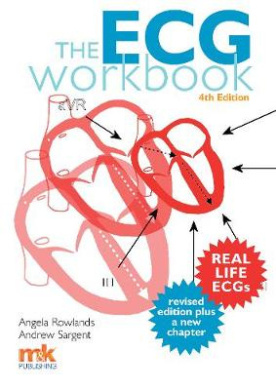 THE ECG
workbook
4th Edition
aVR
III
REAL
LIFE
ECGs
revised
edition plus
a new
chapter
Angela Rowlands
Andrew Sargent
m&k
PUBLISHING